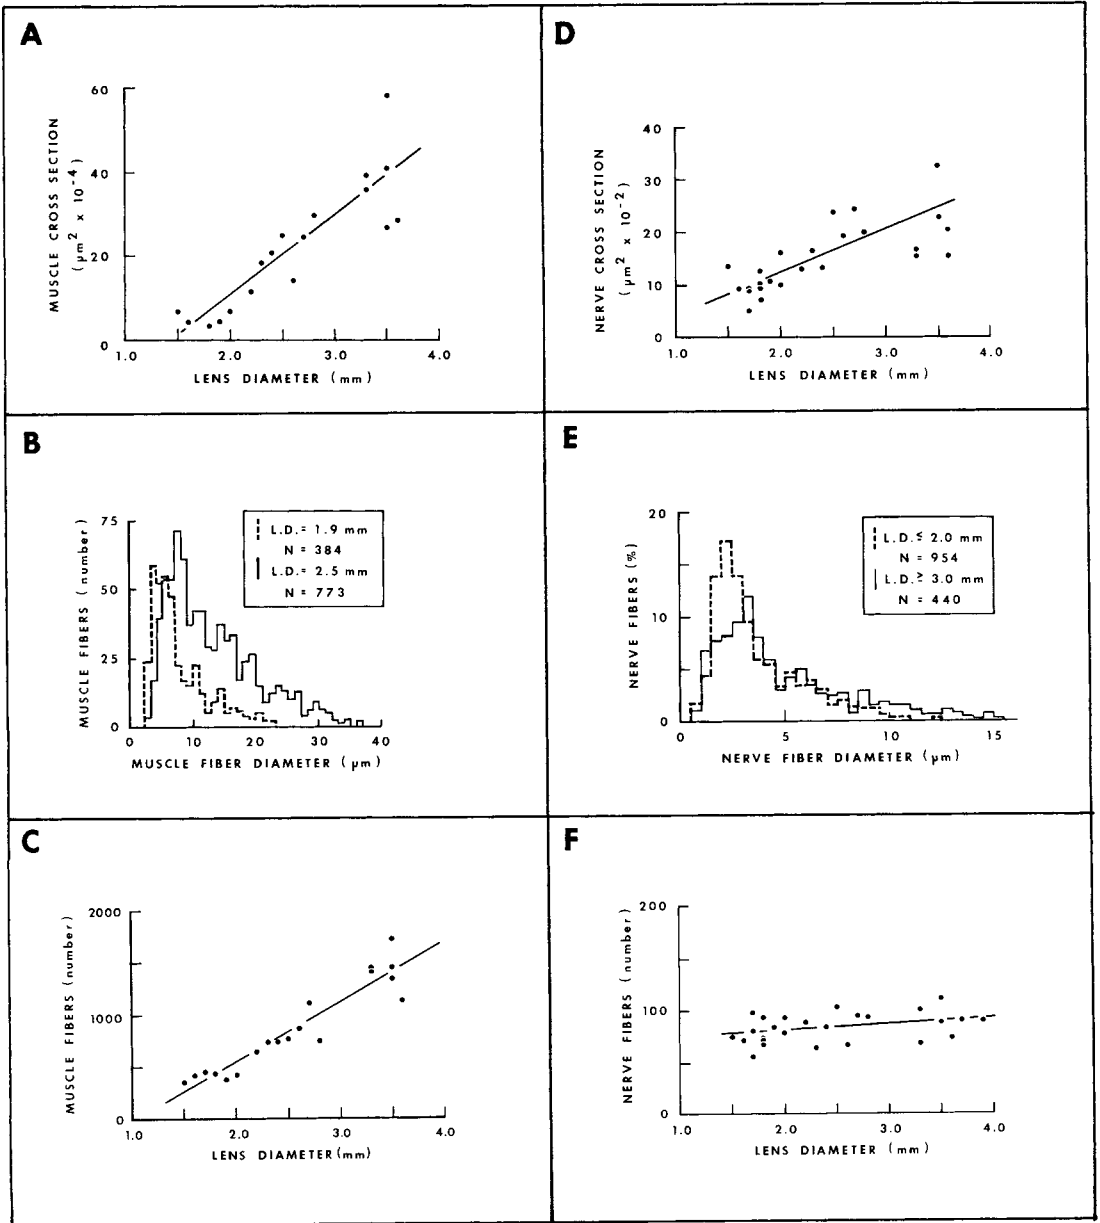 A
MUSCLE CROSS SECTION
(μm² x 10⁻⁴)
60
40
20
0
1.0 2.0 3.0 4.0
LENS DIAMETER (mm)
D
NERVE CROSS SECTION
(μm² x 10⁻²)
40
30
20
10
0
1.0 2.0 3.0 4.0
LENS DIAMETER (mm)
B
MUSCLE FIBERS (number)
75
50
25
0
L.D.= 1.9 mm
N = 384
L.D.= 2.5 mm
N = 773
0 10 20 30 40
MUSCLE FIBER DIAMETER (μm)
E
NERVE FIBERS (%)
20
10
0
L.D.≤ 2.0 mm
N = 954
L.D.≥ 3.0 mm
N = 440
0 5 10 15
NERVE FIBER DIAMETER (μm)
C
MUSCLE FIBERS (number)
2000
1000
0
1.0 2.0 3.0 4.0
LENS DIAMETER (mm)
F
NERVE FIBERS (number)
200
100
0
1.0 2.0 3.0 4.0
LENS DIAMETER (mm)